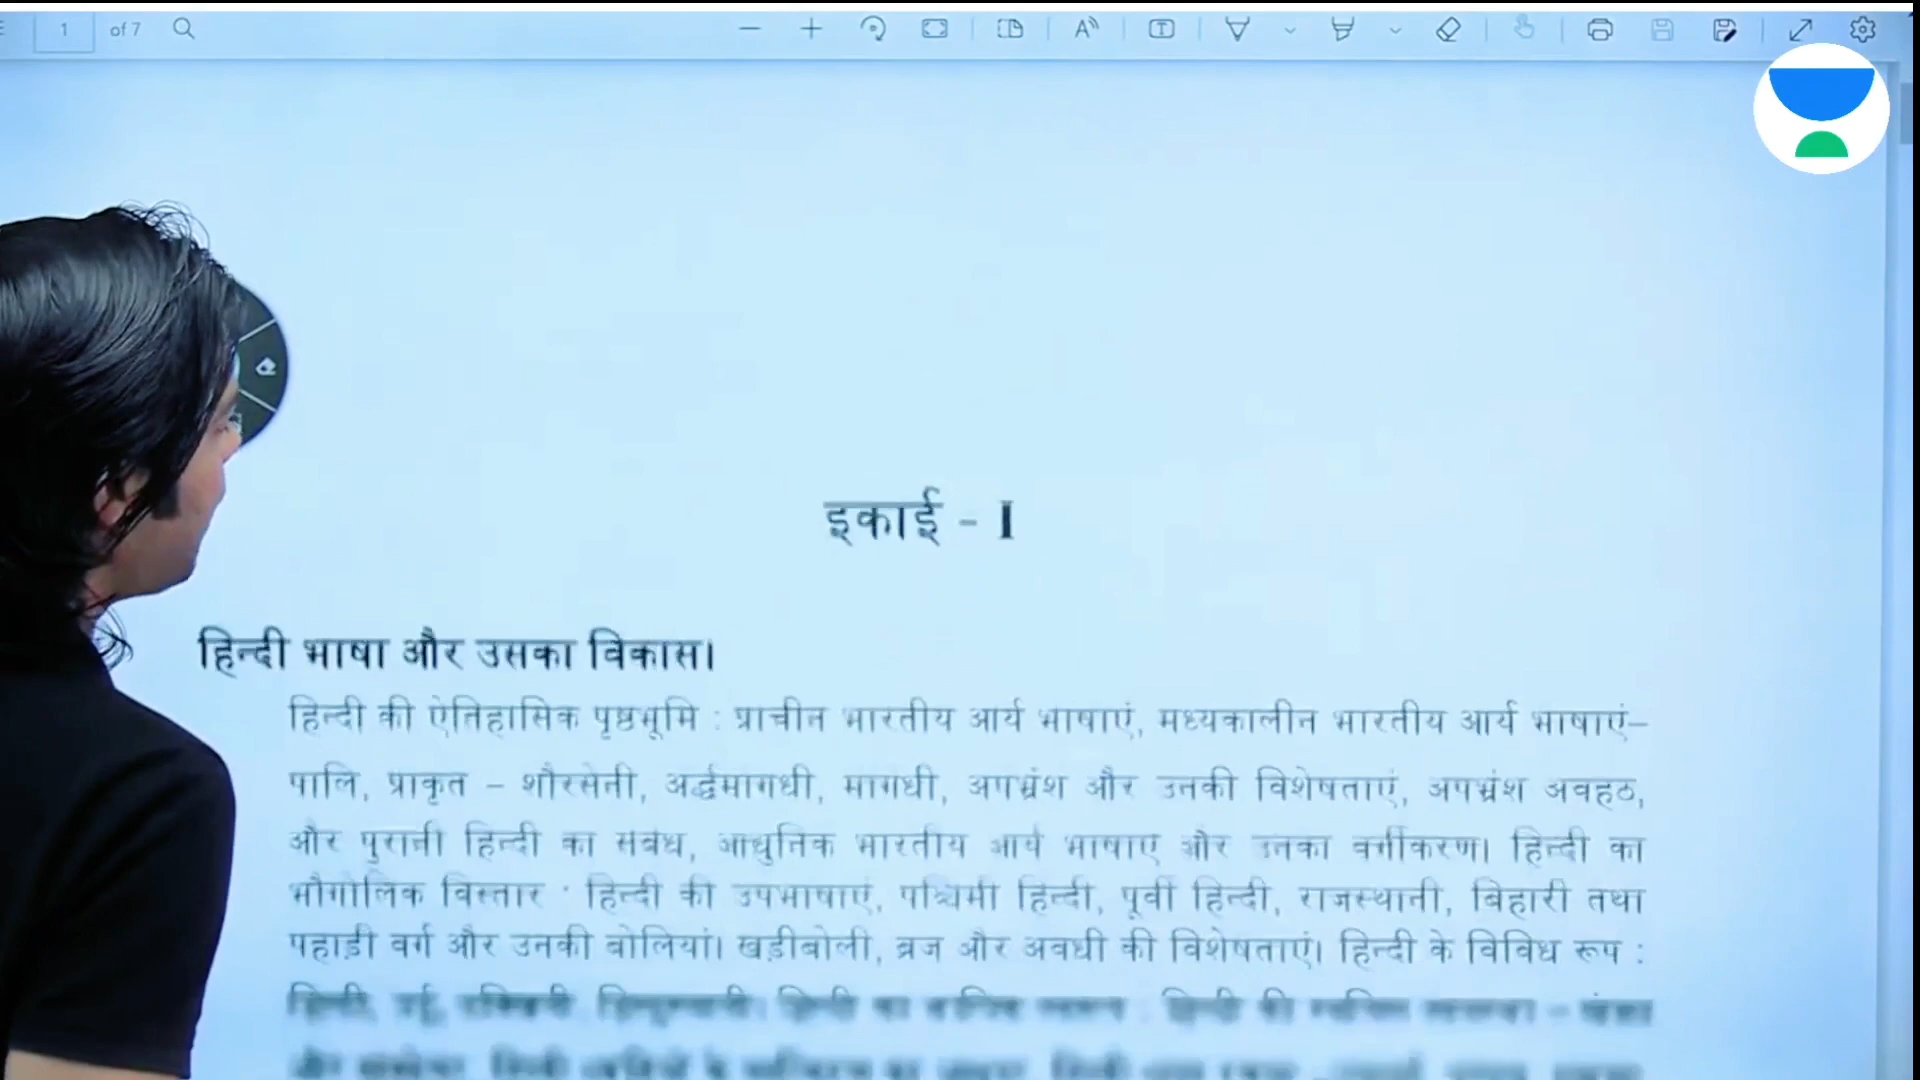 1 of 7
इकाई - I
हिन्दी भाषा और उसका विकास।
हिन्दी की ऐतिहासिक पृष्ठभूमि : प्राचीन भारतीय आर्य भाषाएं, मध्यकालीन भारतीय आर्य भाषाएं–
पालि, प्राकृत – शौरसेनी, अर्द्धमागधी, मागधी, अपभ्रंश और उनकी विशेषताएं, अपभ्रंश अवहठ,
और पुरानी हिन्दी का संबंध, आधुनिक भारतीय आर्य भाषाएं और उनका वर्गीकरण। हिन्दी का
भौगोलिक विस्तार : हिन्दी की उपभाषाएं, पश्चिमी हिन्दी, पूर्वी हिन्दी, राजस्थानी, बिहारी तथा
पहाड़ी वर्ग और उनकी बोलियां। खड़ीबोली, ब्रज और अवधी की विशेषताएं। हिन्दी के विविध रूप :